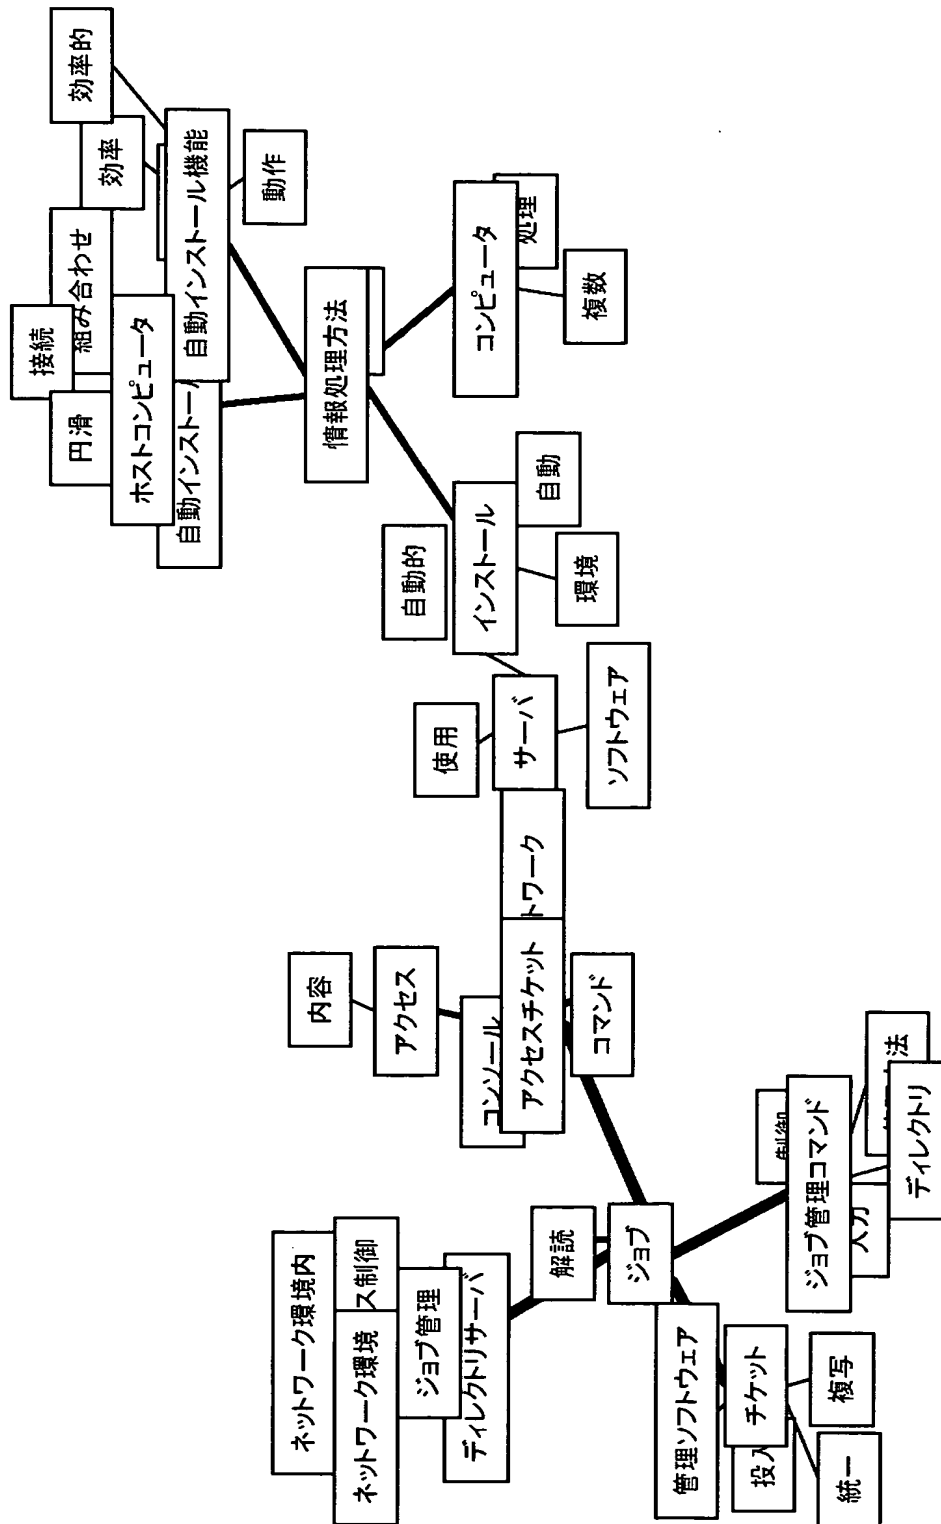 ネットワーク環境内
ス制御
ネットワーク環境
ジョブ管理
ディレクトリサーバ
解読
ジョブ
管理ソフトウェア
投入
チケット
複写
統一
制御
ジョブ管理コマンド
入力
法
ディレクトリ
内容
アクセス
コンソール
アクセスチケット
コマンド
トワーク
使用
サーバ
ソフトウェア
自動的
インストール
自動
環境
情報処理方法
コンピュータ
処理
複数
接続
円滑
組み合わせ
ホストコンピュータ
自動インストール
効率的
効率
自動インストール機能
動作